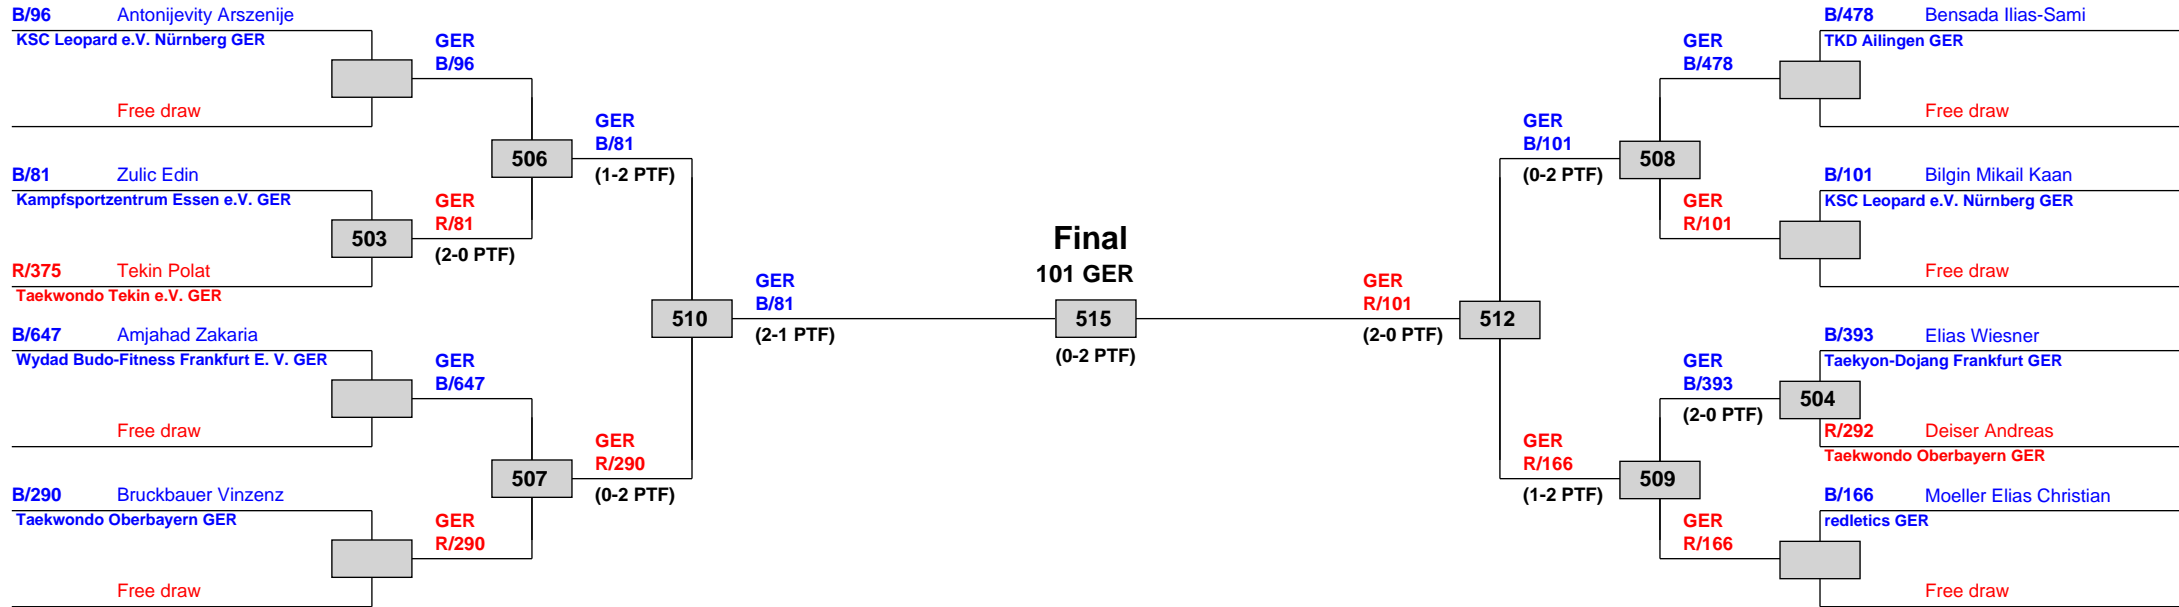 B/96 Antonijevity Arszenije
KSC Leopard e.V. Nürnberg GER
Free draw
GER
B/96
B/81 Zulic Edin
Kampfsportzentrum Essen e.V. GER
503
R/375 Tekin Polat
Taekwondo Tekin e.V. GER
GER
R/81
(2-0 PTF)
506
GER
B/81
(1-2 PTF)
B/647 Amjahad Zakaria
Wydad Budo-Fitness Frankfurt E. V. GER
Free draw
GER
B/647
B/290 Bruckbauer Vinzenz
Taekwondo Oberbayern GER
Free draw
GER
R/290
507
GER
R/290
(0-2 PTF)
510
GER
B/81
(2-1 PTF)
Final
101 GER
515
(0-2 PTF)
GER
R/101
(2-0 PTF)
512
GER
B/101
(0-2 PTF)
508
GER
B/478
B/478 Bensada Ilias-Sami
TKD Ailingen GER
Free draw
GER
R/101
B/101 Bilgin Mikail Kaan
KSC Leopard e.V. Nürnberg GER
Free draw
GER
R/166
(1-2 PTF)
509
GER
B/393
(2-0 PTF)
504
B/393 Elias Wiesner
Taekyon-Dojang Frankfurt GER
R/292 Deiser Andreas
Taekwondo Oberbayern GER
GER
R/166
B/166 Moeller Elias Christian
redletics GER
Free draw